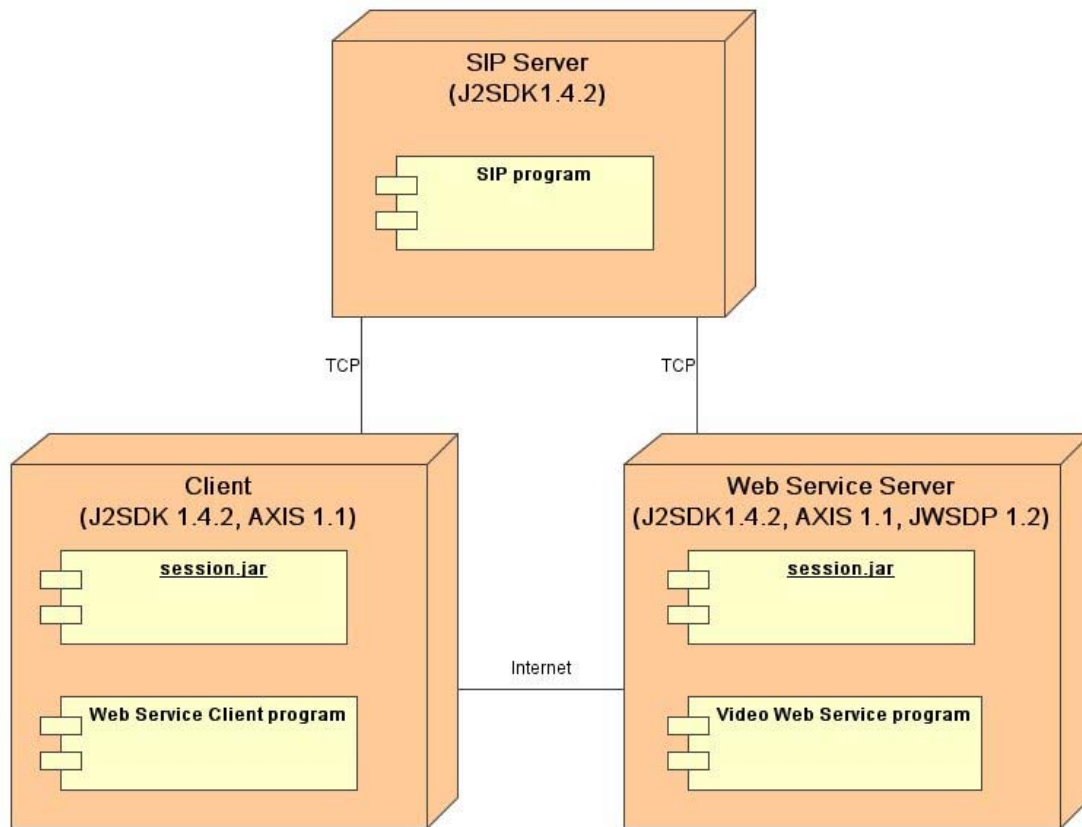 SIP Server
(J2SDK1.4.2)
SIP program
TCP
TCP
Client
(J2SDK 1.4.2, AXIS 1.1)
session.jar
Web Service Client program
Internet
Web Service Server
(J2SDK1.4.2, AXIS 1.1, JWSDP 1.2)
session.jar
Video Web Service program